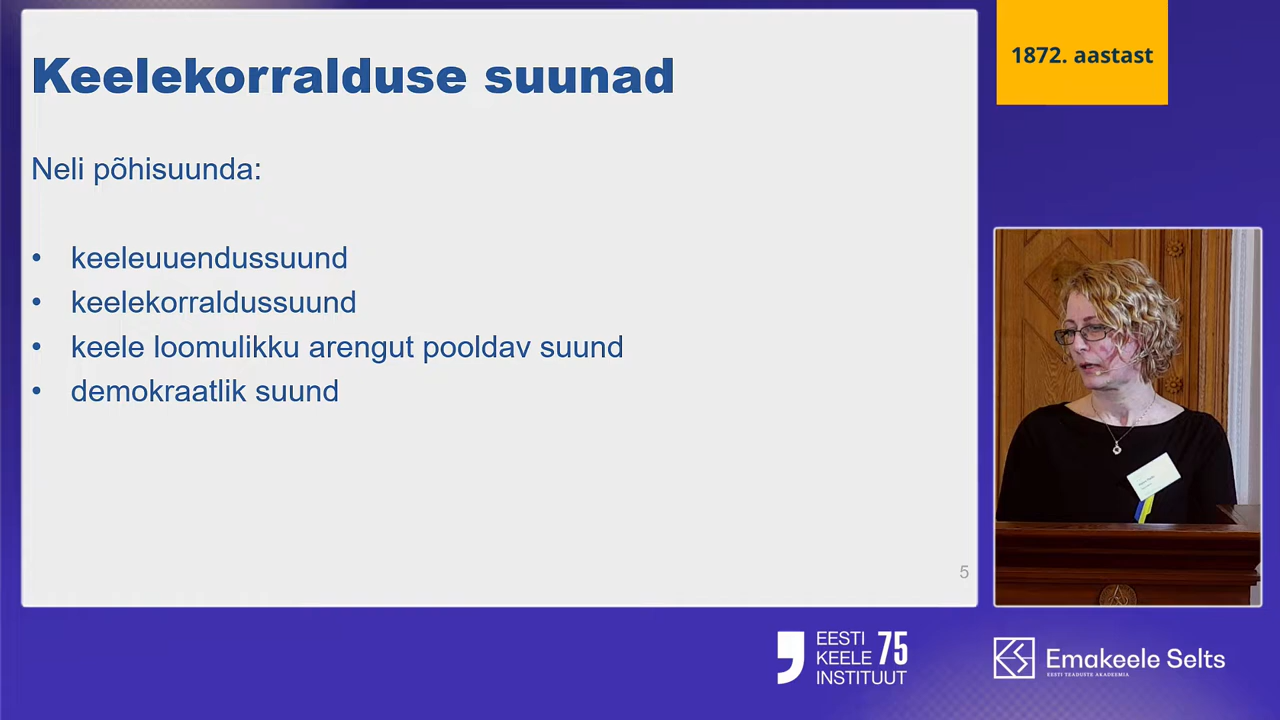 Keelekorralduse suunad
Neli põhisuunda:
• keeleuuendussuund
• keelekorraldussuund
• keele loomulikku arengut pooldav suund
• demokraatlik suund
5
1872. aastast
EESTI
KEELE 75
INSTITUUT
Emakeele Selts
EESTI TEADUSTE AKADEEMIA